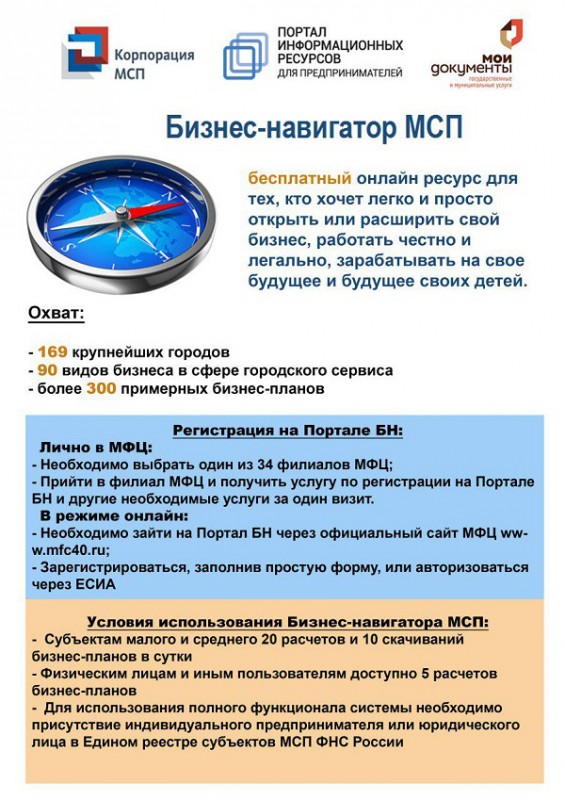 Корпорация
МСП
ПОРТАЛ
ИНФОРМАЦИОННЫХ
РЕСУРСОВ
ДЛЯ ПРЕДПРИНИМАТЕЛЕЙ
мои
документы
государственные
и муниципальные услуги
Бизнес-навигатор МСП
W
N
S
E
бесплатный онлайн ресурс для
тех, кто хочет легко и просто
открыть или расширить свой
бизнес, работать честно и
легально, зарабатывать на свое
будущее и будущее своих детей.
Охват:
- 169 крупнейших городов
- 90 видов бизнеса в сфере городского сервиса
- более 300 примерных бизнес-планов
Регистрация на Портале БН:
Лично в МФЦ:
- Необходимо выбрать один из 34 филиалов МФЦ;
- Прийти в филиал МФЦ и получить услугу по регистрации на Портале
БН и другие необходимые услуги за один визит.
В режиме онлайн:
- Необходимо зайти на Портал БН через официальный сайт МФЦ ww-
w.mfc40.ru;
- Зарегистрироваться, заполнив простую форму, или авторизоваться
через ЕСИА
Условия использования Бизнес-навигатора МСП:
- Субъектам малого и среднего 20 расчетов и 10 скачиваний
бизнес-планов в сутки
- Физическим лицам и иным пользователям доступно 5 расчетов
бизнес-планов
- Для использования полного функционала системы необходимо
присутствие индивидуального предпринимателя или юридического
лица в Едином реестре субъектов МСП ФНС России